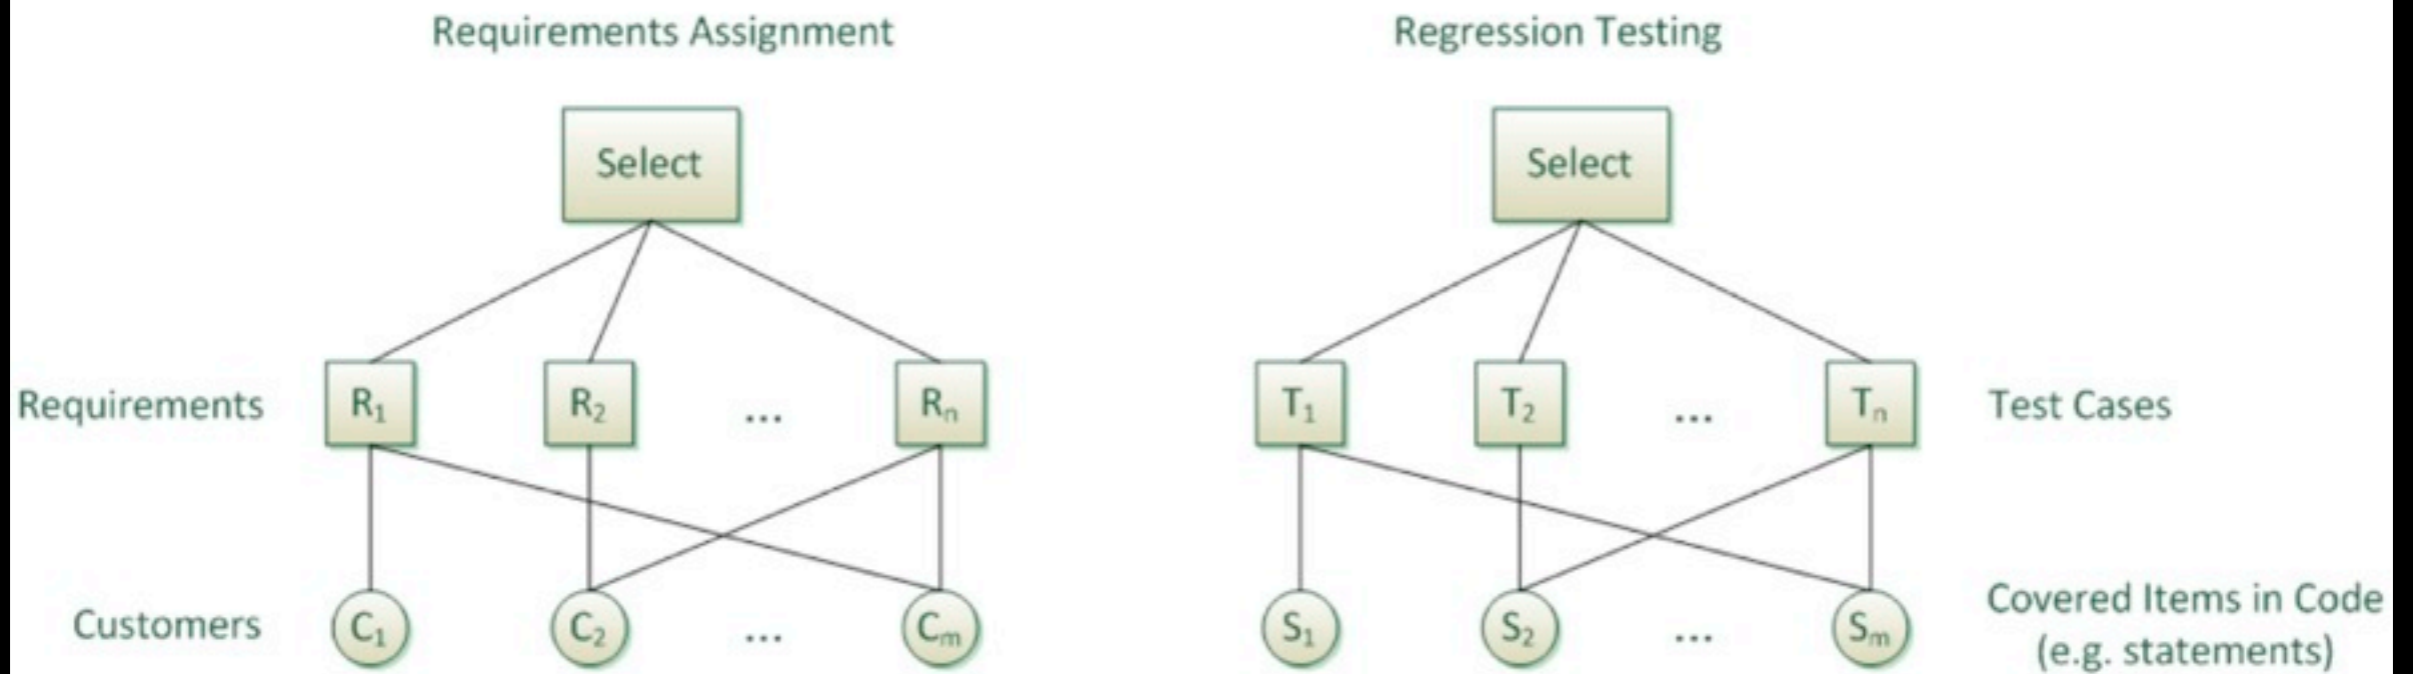 Requirements Assignment
Regression Testing
Select
Select
Requirements
R₁
R₂
...
Rₙ
T₁
T₂
...
Tₙ
Test Cases
Customers
C₁
C₂
...
Cₘ
S₁
S₂
...
Sₘ
Covered Items in Code
(e.g. statements)